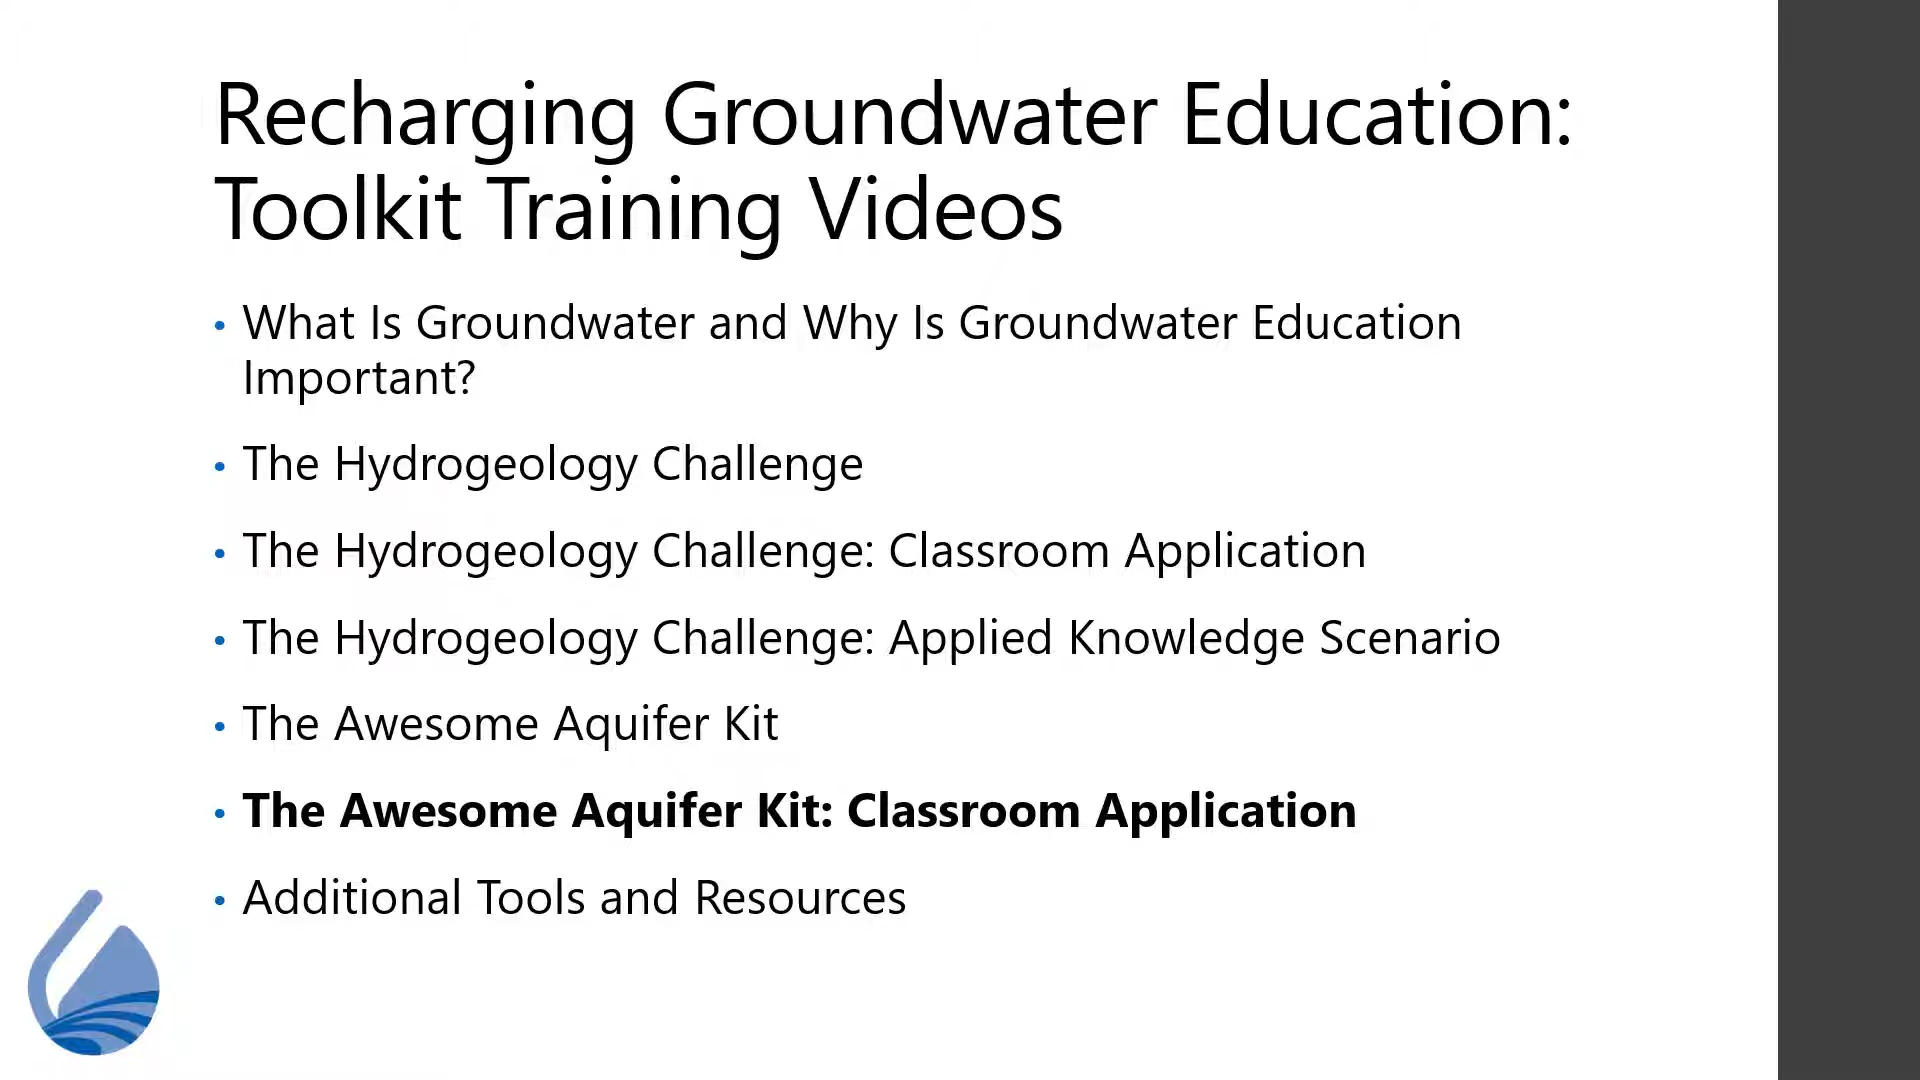 Recharging Groundwater Education:
Toolkit Training Videos
• What Is Groundwater and Why Is Groundwater Education
Important?
• The Hydrogeology Challenge
• The Hydrogeology Challenge: Classroom Application
• The Hydrogeology Challenge: Applied Knowledge Scenario
• The Awesome Aquifer Kit
• The Awesome Aquifer Kit: Classroom Application
• Additional Tools and Resources